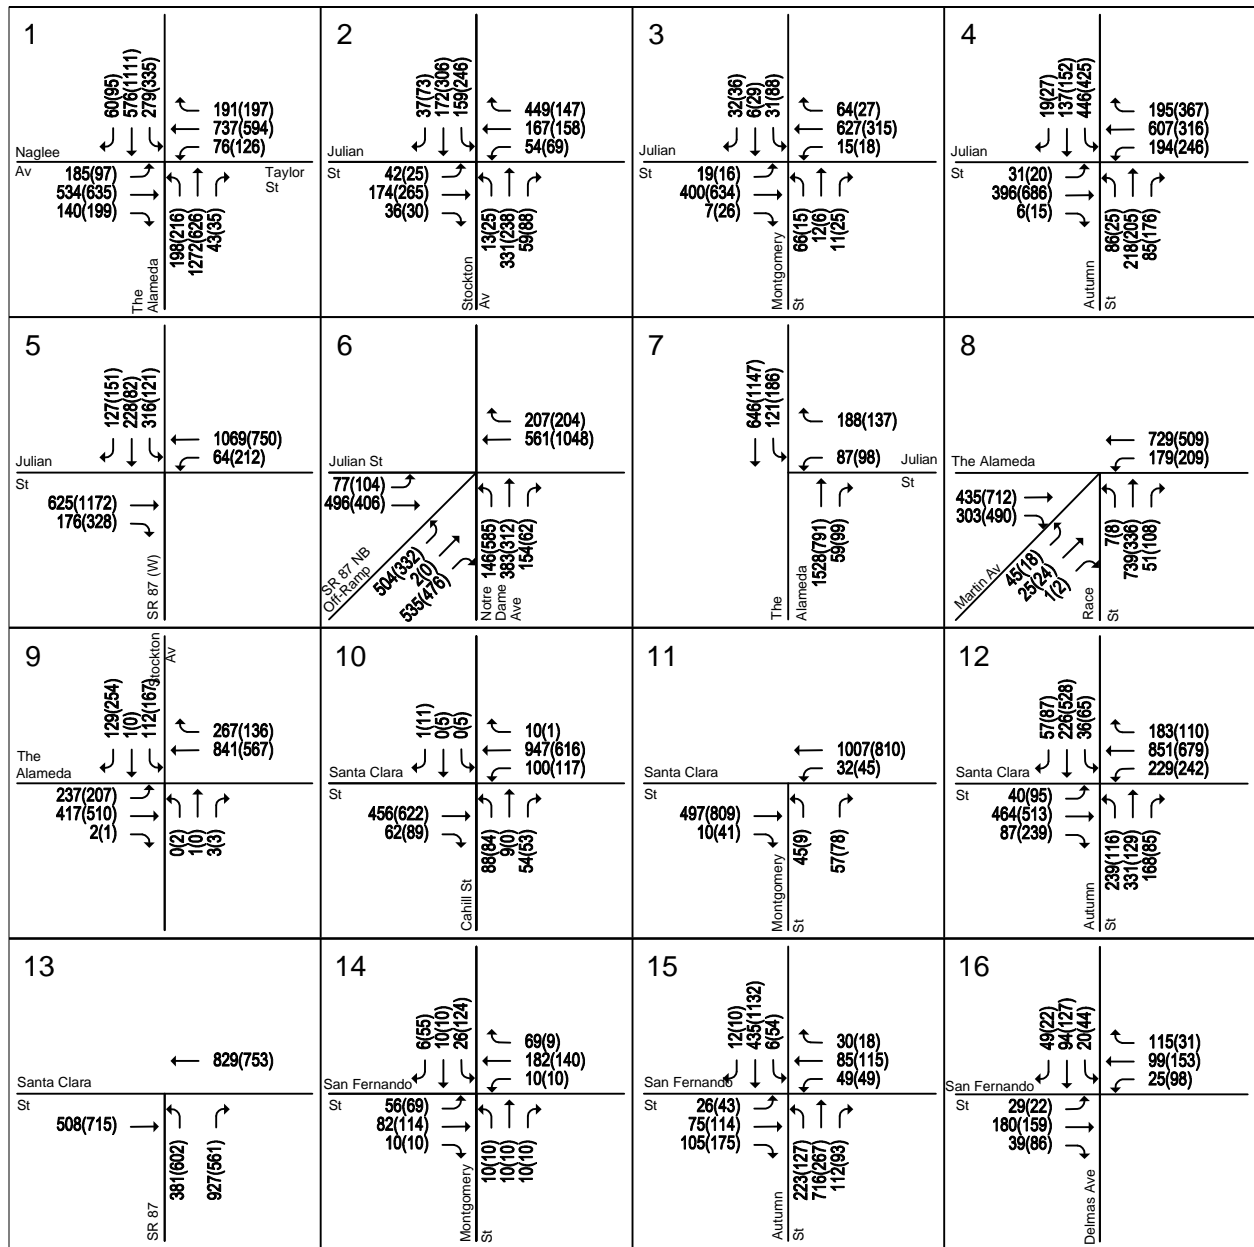 1
60(95)
576(1111)
279(335)
191(197)
737(594)
76(126)
Naglee
Av
185(97)
534(635)
140(199)
Taylor
St
198(216)
1272(626)
43(35)
The
Alameda
2
37(73)
172(306)
159(246)
449(147)
167(158)
54(69)
Julian
St
42(25)
174(265)
36(30)
13(25)
331(238)
59(88)
Stockton
Av
3
32(36)
6(29)
31(88)
64(27)
627(315)
15(18)
Julian
St
19(16)
400(634)
7(26)
66(15)
12(6)
11(25)
Montgomery
St
4
19(27)
137(152)
446(425)
195(367)
607(316)
194(246)
Julian
St
31(20)
396(686)
6(15)
86(25)
218(205)
85(176)
Autumn
St
5
127(151)
228(82)
316(121)
1069(750)
64(212)
Julian
St
625(1172)
176(328)
SR 87 (W)
6
207(204)
561(1048)
Julian St
77(104)
496(406)
504(332)
2(0)
535(476)
146(585)
383(312)
154(62)
SR 87 NB
Off-Ramp
Notre
Dame
Ave
7
646(1147)
121(186)
188(137)
87(98)
Julian
St
1528(791)
59(99)
The
Alameda
8
729(509)
179(209)
The Alameda
435(712)
303(490)
45(18)
25(24)
1(2)
7(8)
739(336)
51(108)
Martin Av
Race
St
9
Stockton
Av
129(254)
1(0)
112(167)
267(136)
841(567)
The
Alameda
237(207)
417(510)
2(1)
0(2)
1(0)
3(3)
10
1(11)
0(5)
0(5)
10(1)
947(616)
100(117)
Santa Clara
St
456(622)
62(89)
88(84)
9(0)
54(53)
Cahill St
11
1007(810)
32(45)
Santa Clara
St
497(809)
10(41)
45(9)
57(78)
Montgomery
St
12
57(87)
226(528)
36(65)
183(110)
851(679)
229(242)
Santa Clara
St
40(95)
464(513)
87(239)
239(116)
331(129)
168(85)
Autumn
St
13
829(753)
Santa Clara
St
508(715)
381(602)
927(561)
SR 87
14
6(55)
10(10)
26(124)
69(9)
182(140)
10(10)
San Fernando
St
56(69)
82(114)
10(10)
10(10)
10(10)
10(10)
Montgomery
St
15
12(10)
435(1132)
6(54)
30(18)
85(115)
49(49)
San Fernando
St
26(43)
75(114)
105(175)
223(127)
716(267)
112(93)
Autumn
St
16
49(22)
94(127)
20(44)
115(31)
99(153)
25(98)
San Fernando
St
29(22)
180(159)
39(86)
Delmas Ave